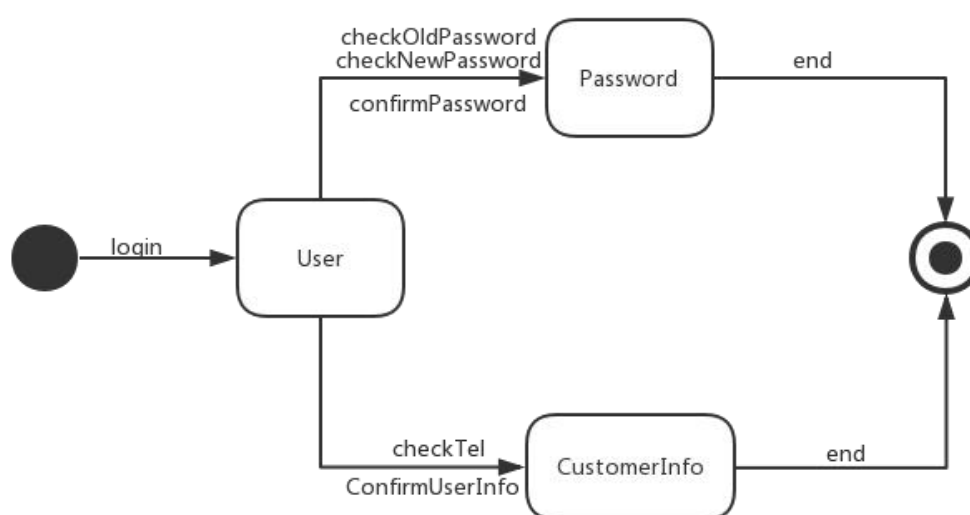 checkOldPassword
checkNewPassword
confirmPassword
Password
end
login
User
checkTel
ConfirmUserInfo
CustomerInfo
end